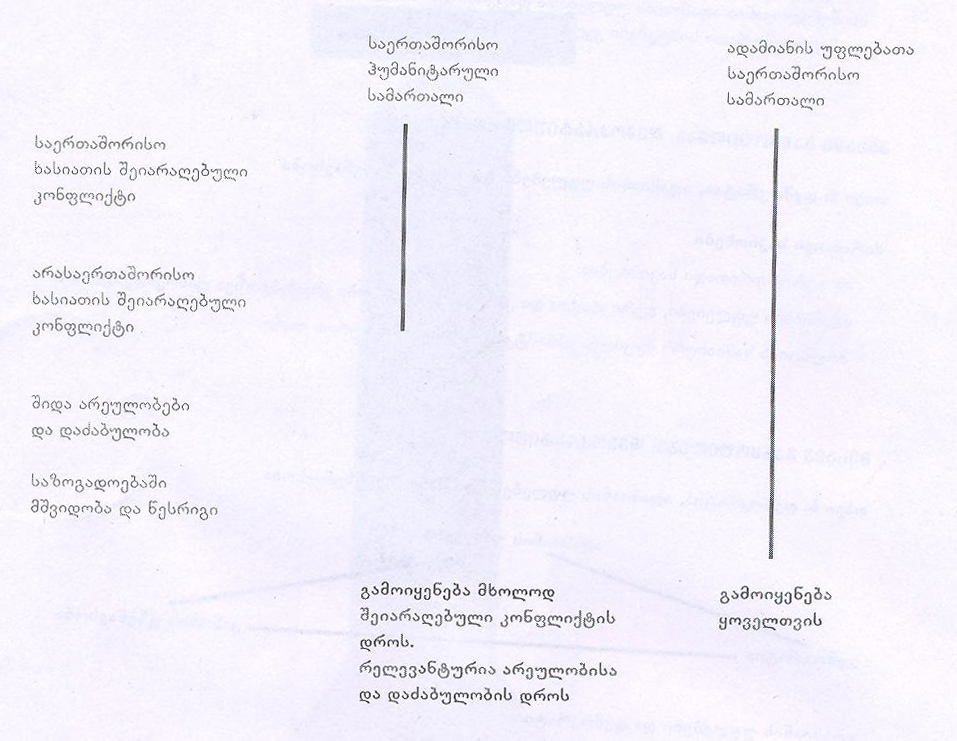 საერთაშორისო
ჰუმანიტარული
სამართალი
ადამიანის უფლებათა
საერთაშორისო
სამართალი
საერთაშორისო
ხასიათის შეიარაღებული
კონფლიქტი
არასაერთაშორისო
ხასიათის შეიარაღებული
კონფლიქტი
შიდა არეულობები
და დაძაბულობა
საზოგადოებაში
მშვიდობა და წესრიგი
გამოიყენება მხოლოდ
შეიარაღებული კონფლიქტის
დროს.
რელევანტურია არეულობისა
და დაძაბულობის დროს
გამოიყენება
ყოველთვის